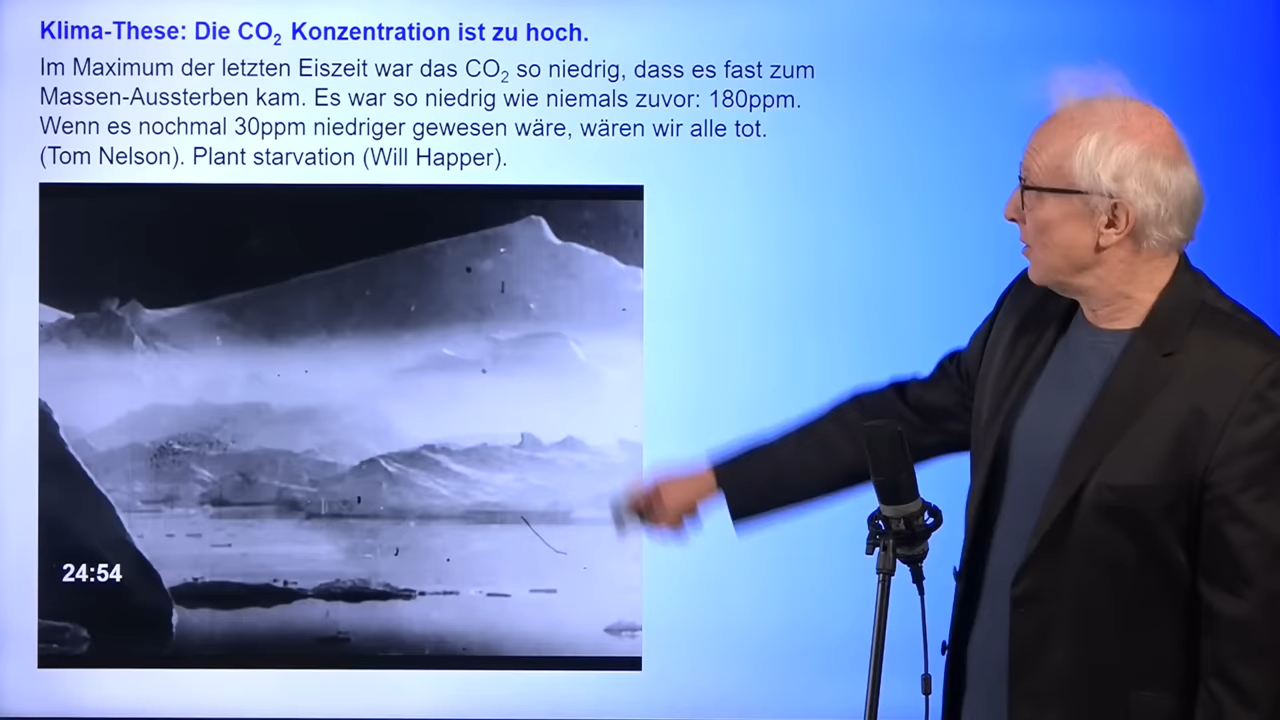 Klima-These: Die CO₂ Konzentration ist zu hoch.
Im Maximum der letzten Eiszeit war das CO₂ so niedrig, dass es fast zum
Massen-Aussterben kam. Es war so niedrig wie niemals zuvor: 180ppm.
Wenn es nochmal 30ppm niedriger gewesen wäre, wären wir alle tot.
(Tom Nelson). Plant starvation (Will Happer).
24:54